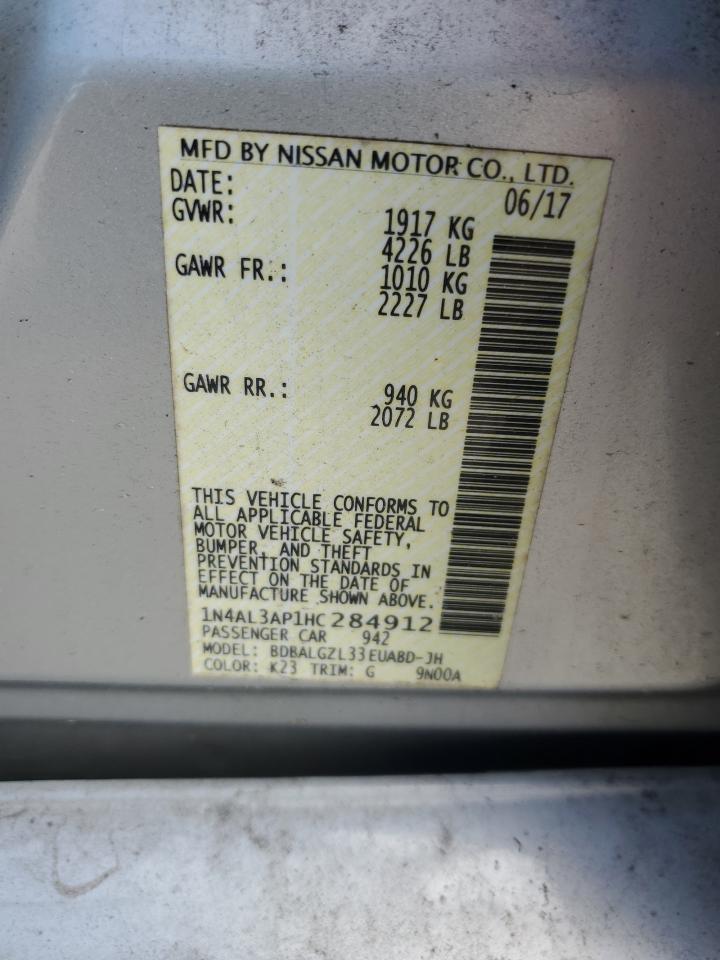 MFD BY NISSAN MOTOR CO., LTD.
DATE: 06/17
GVWR: 1917 KG
4226 LB
GAWR FR.: 1010 KG
2227 LB
GAWR RR.: 940 KG
2072 LB
THIS VEHICLE CONFORMS TO
ALL APPLICABLE FEDERAL
MOTOR VEHICLE SAFETY,
BUMPER, AND THEFT
PREVENTION STANDARDS IN
EFFECT ON THE DATE OF
MANUFACTURE SHOWN ABOVE.
1N4AL3AP1HC284912
PASSENGER CAR 942
MODEL: BDBALGZL33EUABD-JH
COLOR: K23 TRIM: G 9N00A